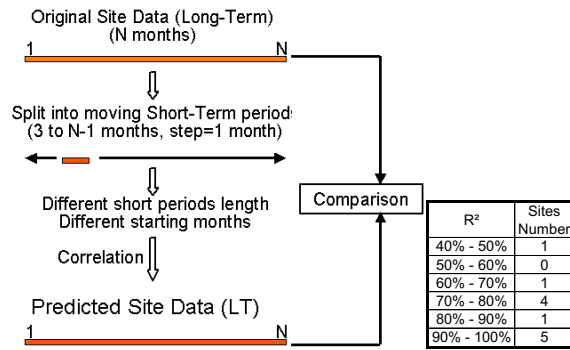 Original Site Data (Long-Term)
(N months)
1 N
Split into moving Short-Term periods
(3 to N-1 months, step=1 month)
Different short periods length
Different starting months
Correlation
Predicted Site Data (LT)
1 N
Comparison
R² Sites Number
40% - 50% 1
50% - 60% 0
60% - 70% 1
70% - 80% 4
80% - 90% 1
90% - 100% 5